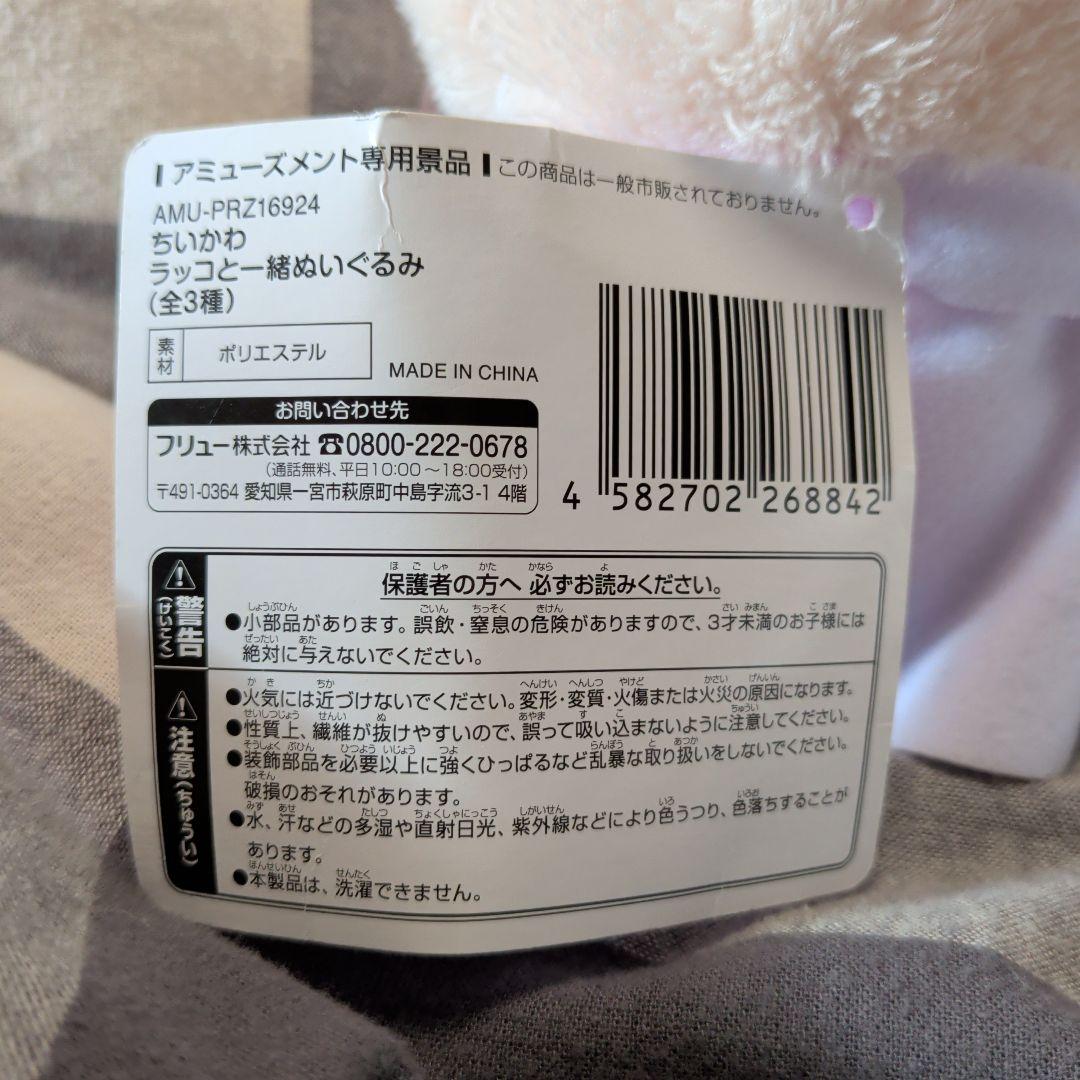 アミューズメント専用景品 この商品は一般市販されておりません。
AMU-PRZ16924
ちいかわ
ラッコと一緒ぬいぐるみ
(全3種)
素材 ポリエステル
MADE IN CHINA
お問い合わせ先
フリュー株式会社 ☎0800-222-0678
(通話無料、平日10:00～18:00受付)
〒491-0364 愛知県一宮市萩原町中島字流3-1 4階
4 582702 268842
警告(けいこく)
保護者の方へ 必ずお読みください。
●小部品があります。誤飲・窒息の危険がありますので、3才未満のお子様には
絶対に与えないでください。
注意(ちゅうい)
●火気には近づけないでください。変形・変質・火傷または火災の原因になります。
●性質上、繊維が抜けやすいので、誤って吸い込まないように注意してください。
●装飾部品を必要以上に強くひっぱるなど乱暴な取り扱いをしないでください。
破損のおそれがあります。
●水、汗などの多湿や直射日光、紫外線などにより色うつり、色落ちすることが
あります。
●本製品は、洗濯できません。